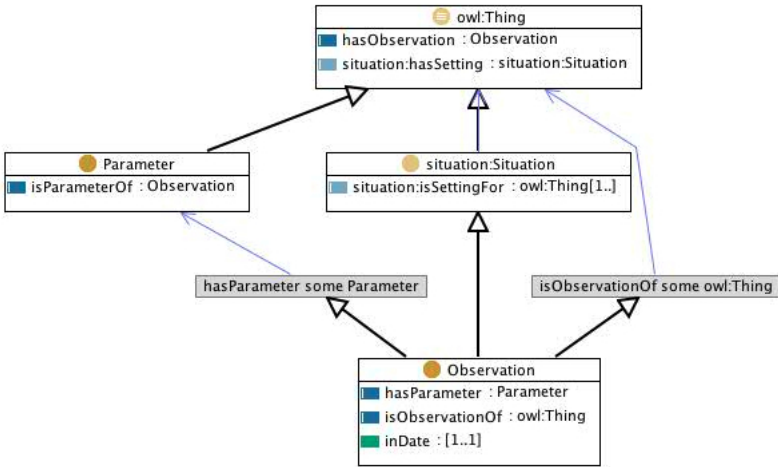 owl:Thing
hasObservation : Observation
situation:hasSetting : situation:Situation
Parameter
isParameterOf : Observation
situation:Situation
situation:isSettingFor : owl:Thing[1..]
hasParameter some Parameter
isObservationOf some owl:Thing
Observation
hasParameter : Parameter
isObservationOf : owl:Thing
inDate : [1..1]